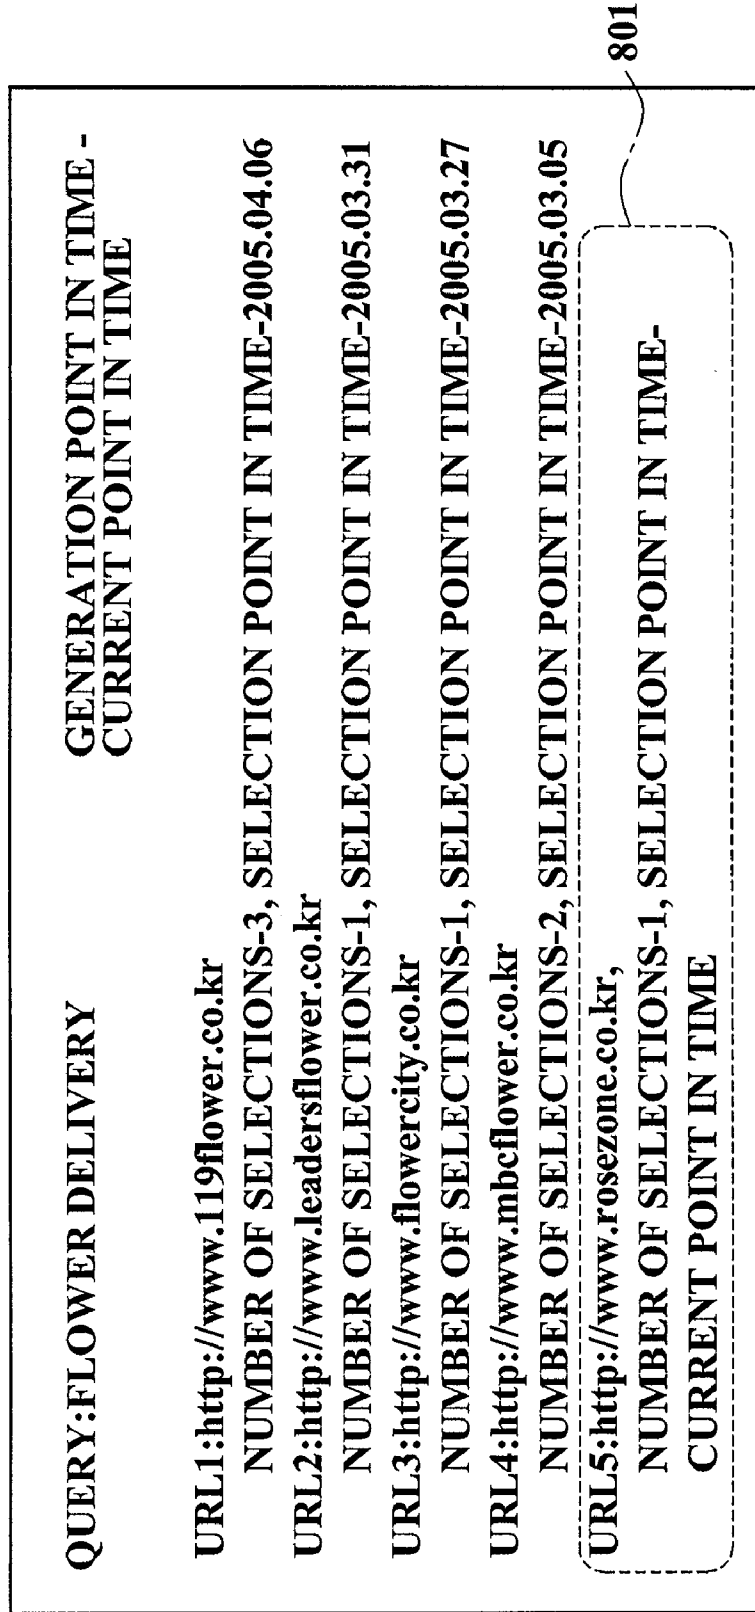 QUERY:FLOWER DELIVERY
GENERATION POINT IN TIME -
CURRENT POINT IN TIME
URL1:http://www.119flower.co.kr
NUMBER OF SELECTIONS-3, SELECTION POINT IN TIME-2005.04.06
URL2:http://www.leadersflower.co.kr
NUMBER OF SELECTIONS-1, SELECTION POINT IN TIME-2005.03.31
URL3:http://www.flowercity.co.kr
NUMBER OF SELECTIONS-1, SELECTION POINT IN TIME-2005.03.27
URL4:http://www.mbcflower.co.kr
NUMBER OF SELECTIONS-2, SELECTION POINT IN TIME-2005.03.05
URL5:http://www.rosezone.co.kr,
NUMBER OF SELECTIONS-1, SELECTION POINT IN TIME-
CURRENT POINT IN TIME
801